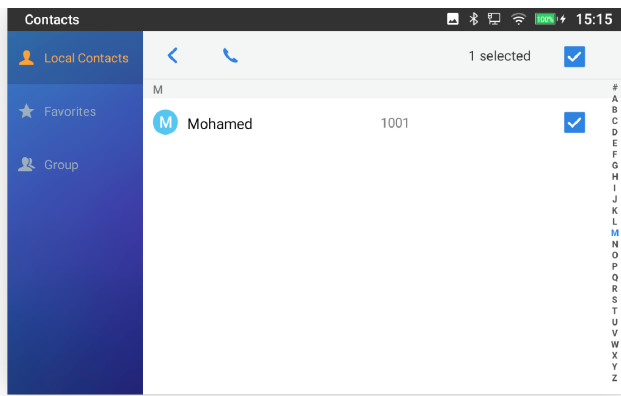 Contacts 100% 15:15
Local Contacts
Favorites
Group
1 selected
M
M Mohamed 1001
#
A
B
C
D
E
F
G
H
I
J
K
L
M
N
O
P
Q
R
S
T
U
V
W
X
Y
Z